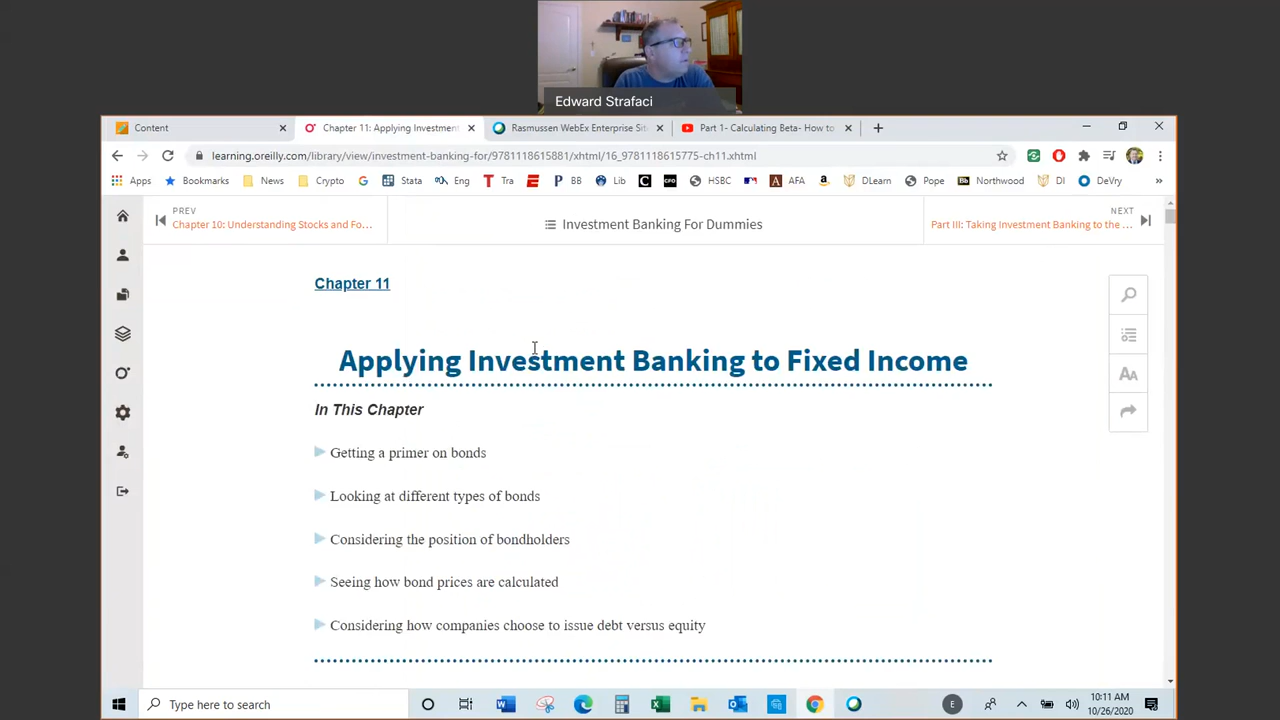 Edward Strafaci
Content
Chapter 11: Applying Investment
Rasmussen WebEx Enterprise Sit
Part 1- Calculating Beta- How to
learning.oreilly.com/library/view/investment-banking-for/9781118615881/xhtml/16_9781118615775-ch11.xhtml
Apps Bookmarks News Crypto Stata Eng Tra BB Lib HSBC AFA DLearn Pope Northwood DI DeVry »
PREV
Chapter 10: Understanding Stocks and Fo...
Investment Banking For Dummies
NEXT
Part III: Taking Investment Banking to the ...
Chapter 11
Applying Investment Banking to Fixed Income
In This Chapter
Getting a primer on bonds
Looking at different types of bonds
Considering the position of bondholders
Seeing how bond prices are calculated
Considering how companies choose to issue debt versus equity
Type here to search
10:11 AM
10/26/2020